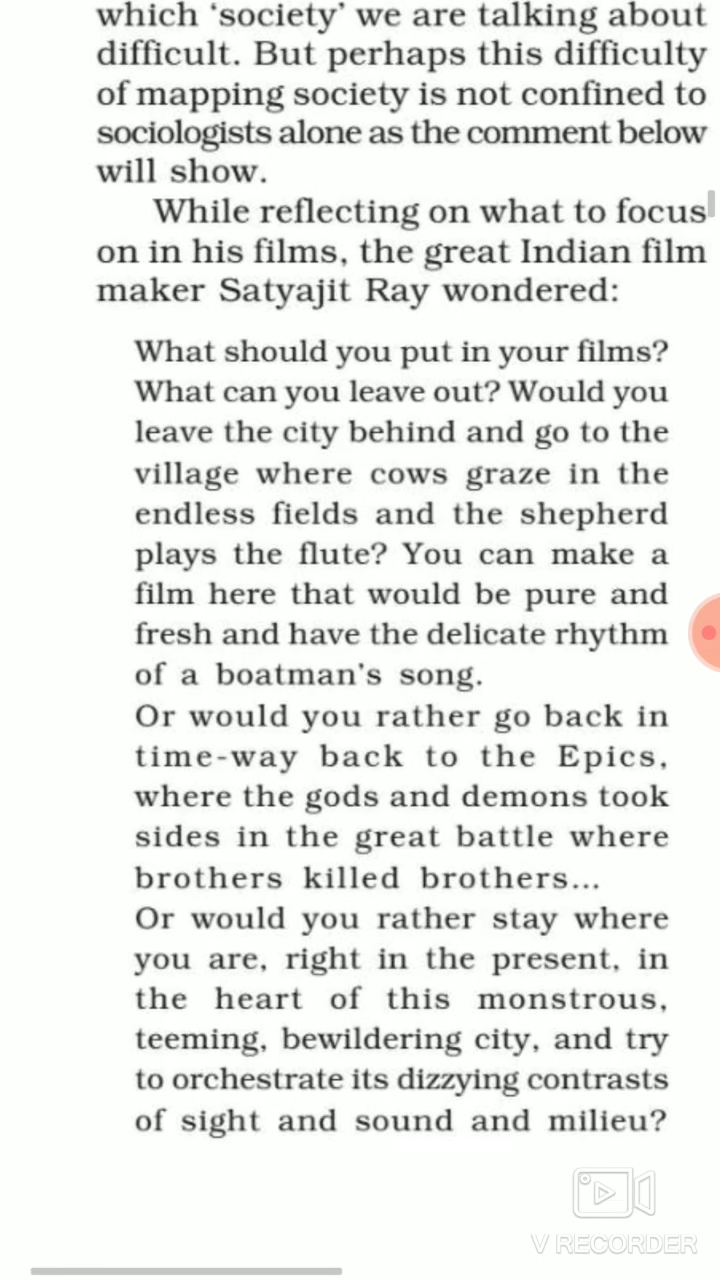 which ‘society’ we are talking about
difficult. But perhaps this difficulty
of mapping society is not confined to
sociologists alone as the comment below
will show.
While reflecting on what to focus
on in his films, the great Indian film
maker Satyajit Ray wondered:
What should you put in your films?
What can you leave out? Would you
leave the city behind and go to the
village where cows graze in the
endless fields and the shepherd
plays the flute? You can make a
film here that would be pure and
fresh and have the delicate rhythm
of a boatman's song.
Or would you rather go back in
time-way back to the Epics,
where the gods and demons took
sides in the great battle where
brothers killed brothers...
Or would you rather stay where
you are, right in the present, in
the heart of this monstrous,
teeming, bewildering city, and try
to orchestrate its dizzying contrasts
of sight and sound and milieu?
V RECORDER